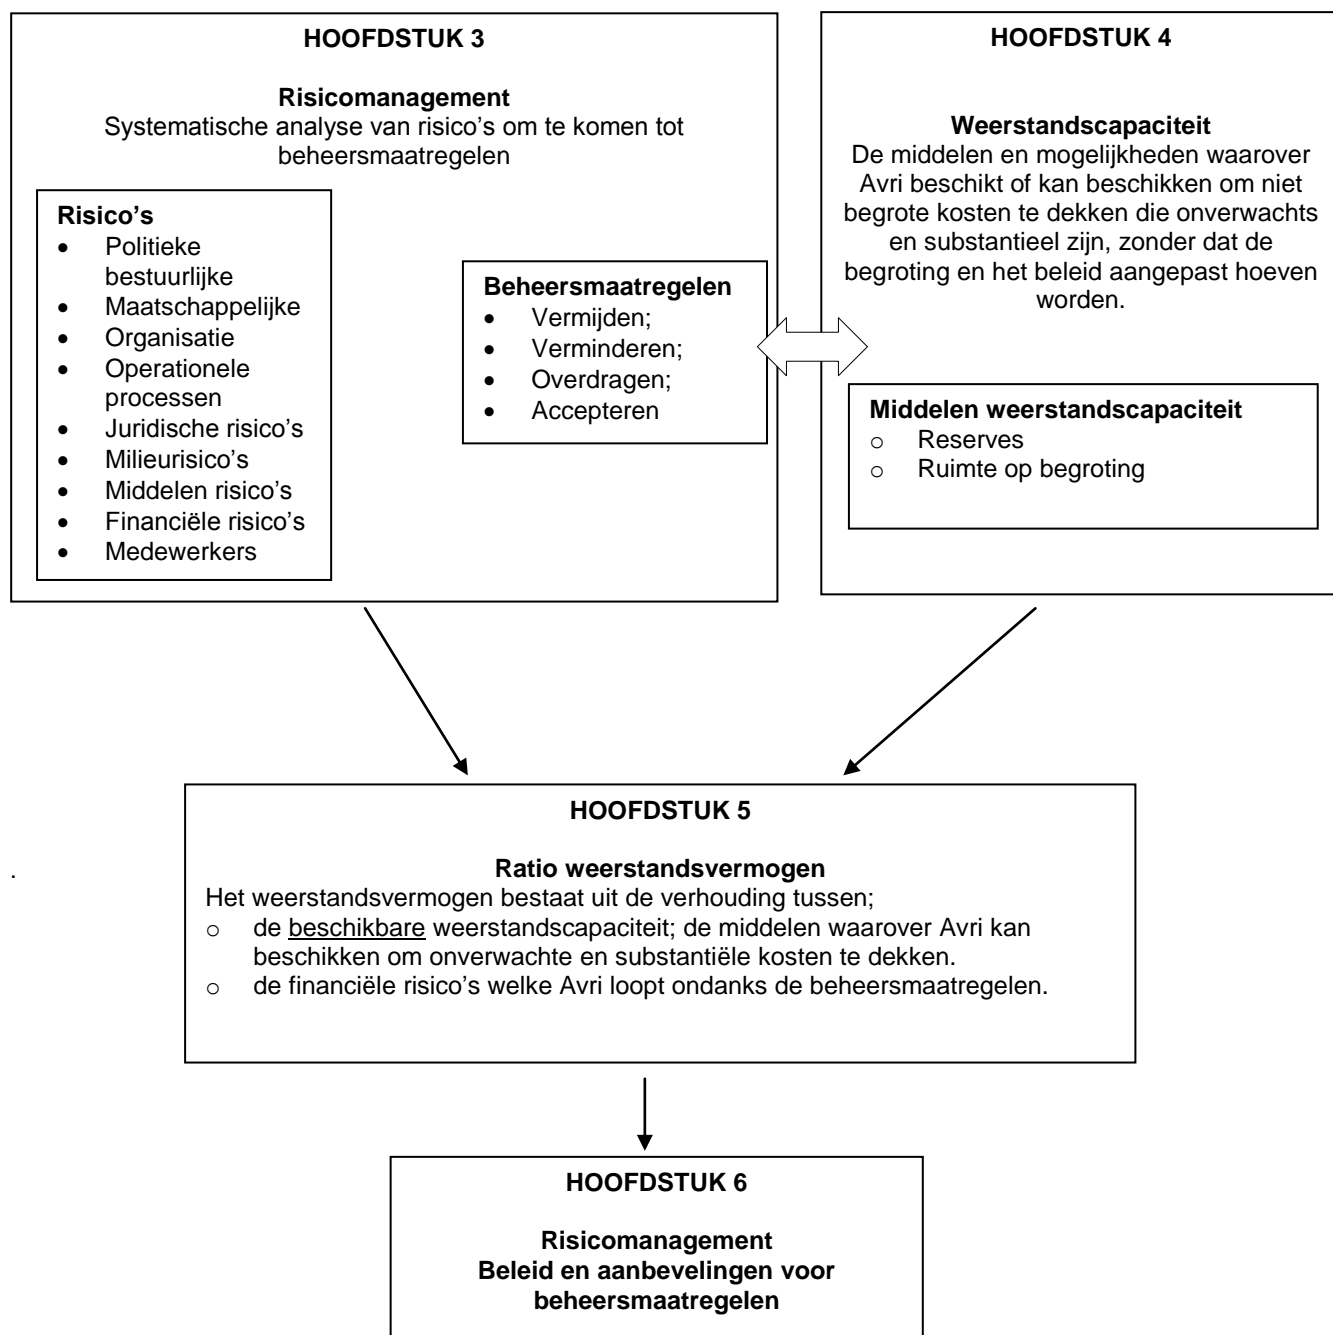 HOOFDSTUK 3
Risicomanagement
Systematische analyse van risico’s om te komen tot
beheersmaatregelen
Risico’s
• Politieke
bestuurlijke
• Maatschappelijke
• Organisatie
• Operationele
processen
• Juridische risico’s
• Milieurisico’s
• Middelen risico’s
• Financiële risico’s
• Medewerkers
Beheersmaatregelen
• Vermijden;
• Verminderen;
• Overdragen;
• Accepteren
HOOFDSTUK 4
Weerstandscapaciteit
De middelen en mogelijkheden waarover
Avri beschikt of kan beschikken om niet
begrote kosten te dekken die onverwachts
en substantieel zijn, zonder dat de
begroting en het beleid aangepast hoeven
worden.
Middelen weerstandscapaciteit
o Reserves
o Ruimte op begroting
HOOFDSTUK 5
Ratio weerstandsvermogen
Het weerstandsvermogen bestaat uit de verhouding tussen;
o de beschikbare weerstandscapaciteit; de middelen waarover Avri kan
beschikken om onverwachte en substantiële kosten te dekken.
o de financiële risico’s welke Avri loopt ondanks de beheersmaatregelen.
.
HOOFDSTUK 6
Risicomanagement
Beleid en aanbevelingen voor
beheersmaatregelen